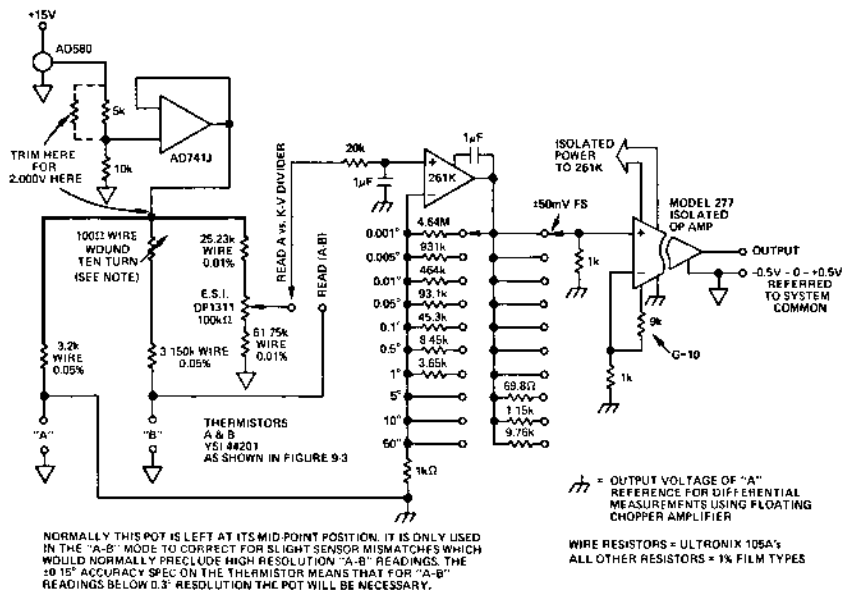 +15V
AD580
5k
AD741J
TRIM HERE
FOR
2.000V HERE
10k
100Ω WIRE
WOUND
TEN TURN
(SEE NOTE)
25.23k
WIRE
0.01%
E.S.I.
DP1311
100kΩ
61.75k
WIRE
0.01%
3.2k
WIRE
0.05%
3.150k WIRE
0.05%
"A"
"B"
THERMISTORS
A & B
YSI 44201
AS SHOWN IN FIGURE 9-3
READ A vs. K-V DIVIDER
READ (A-B)
20k
1µF
1µF
261K
0.001° 4.64M
0.005° 931k
0.01° 464k
0.05° 93.1k
0.1° 45.3k
0.5° 8.45k
1° 3.65k
5° 69.8Ω
10° 1.15k
50° 9.76k
1kΩ
±50mV FS
1k
ISOLATED
POWER
TO 261K
MODEL 277
ISOLATED
OP AMP
OUTPUT
-0.5V - 0 - +0.5V
REFERRED
TO SYSTEM
COMMON
9k
G=10
1k
= OUTPUT VOLTAGE OF "A"
REFERENCE FOR DIFFERENTIAL
MEASUREMENTS USING FLOATING
CHOPPER AMPLIFIER
WIRE RESISTORS = ULTRONIX 105A's
ALL OTHER RESISTORS = 1% FILM TYPES
NORMALLY THIS POT IS LEFT AT ITS MID-POINT POSITION. IT IS ONLY USED
IN THE "A-B" MODE TO CORRECT FOR SLIGHT SENSOR MISMATCHES WHICH
WOULD NORMALLY PRECLUDE HIGH RESOLUTION "A-B" READINGS. THE
±0.15° ACCURACY SPEC ON THE THERMISTOR MEANS THAT FOR "A-B"
READINGS BELOW 0.3° RESOLUTION THE POT WILL BE NECESSARY.